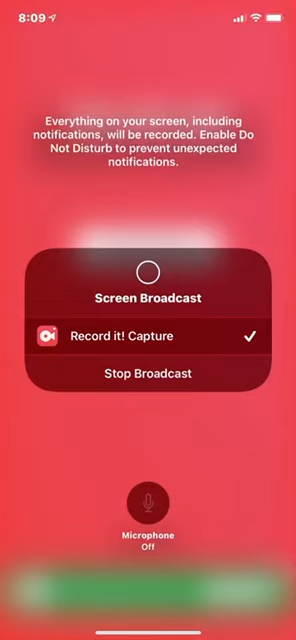 8:09
Everything on your screen, including
notifications, will be recorded. Enable Do
Not Disturb to prevent unexpected
notifications.
Screen Broadcast
Record it! Capture
Stop Broadcast
Microphone
Off